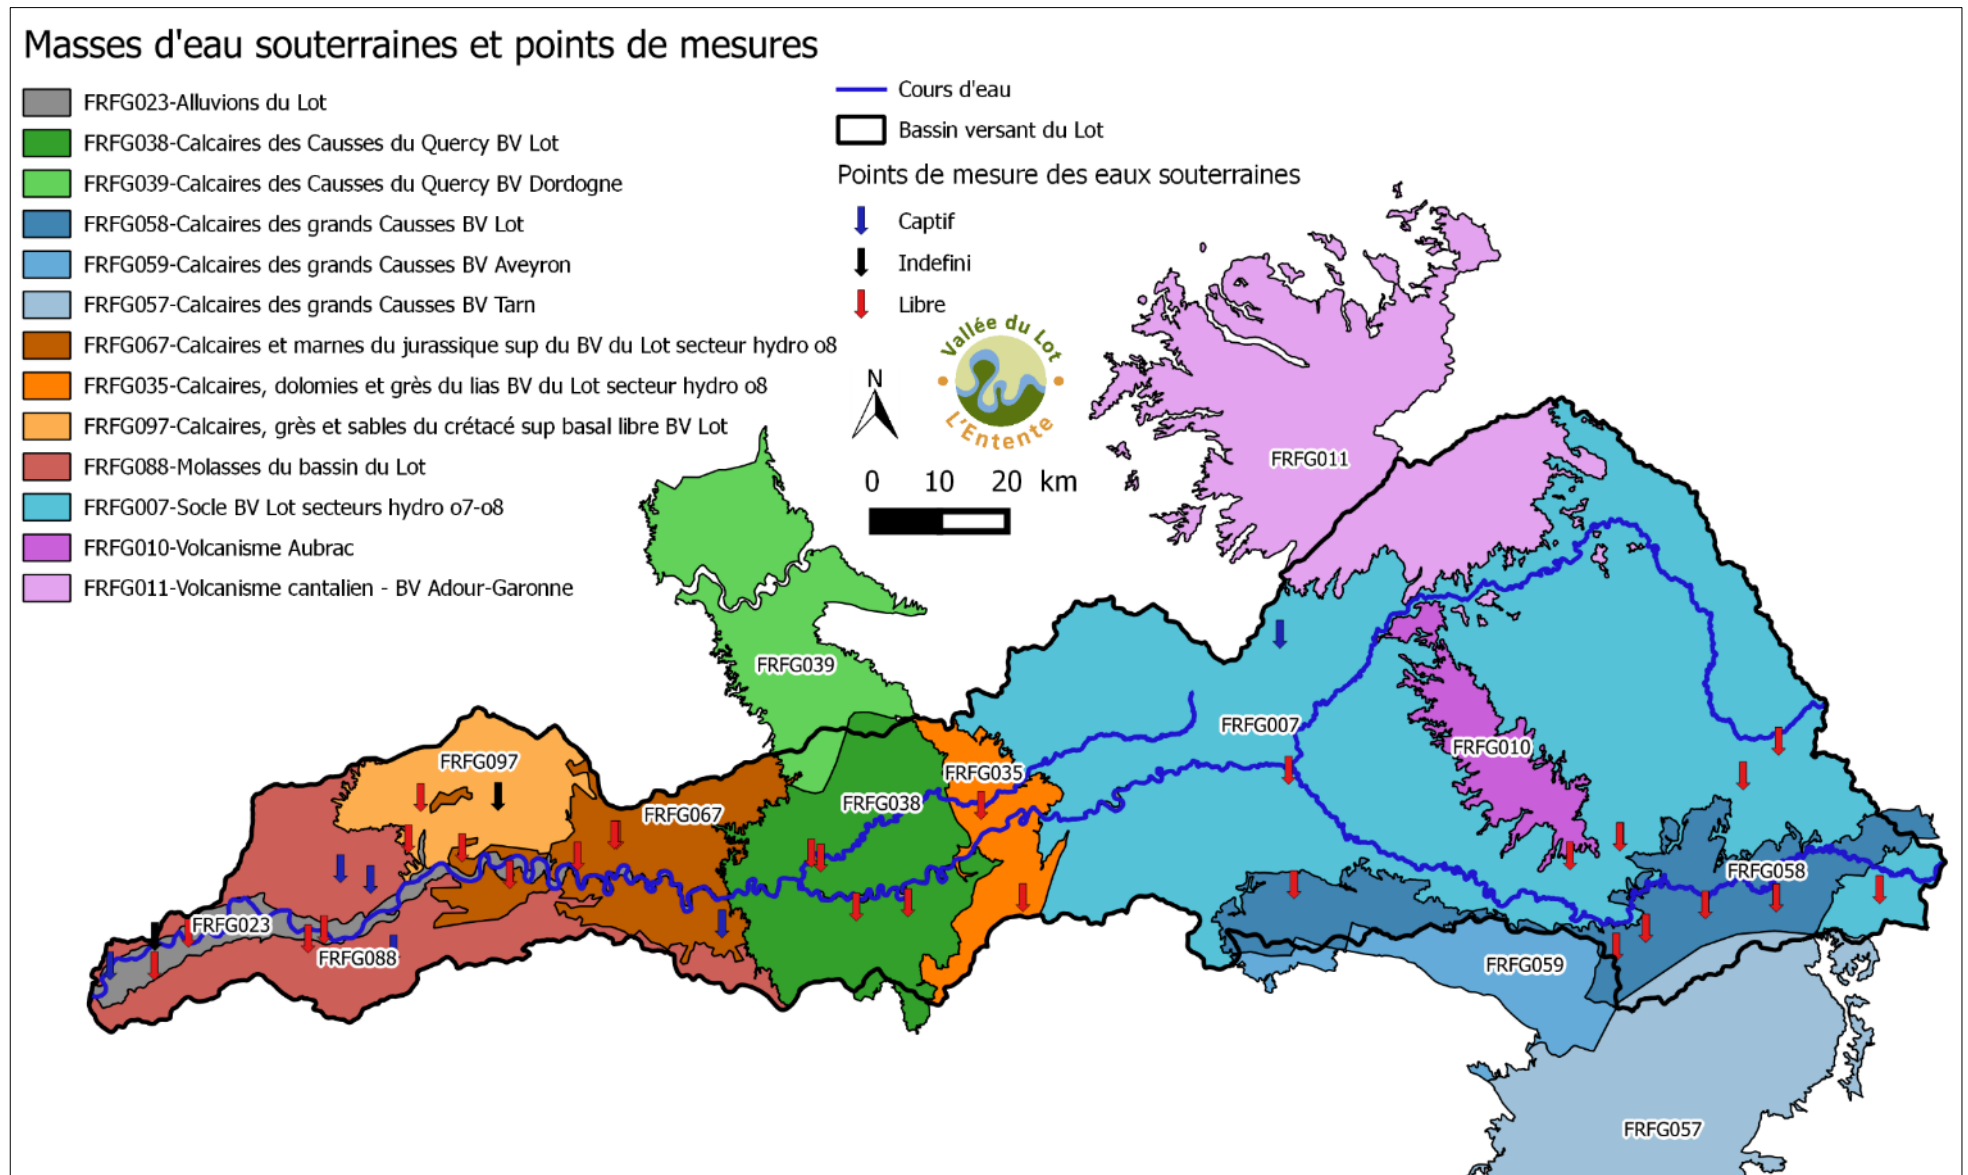 Masses d'eau souterraines et points de mesures
FRFG023-Alluvions du Lot
FRFG038-Calcaires des Causses du Quercy BV Lot
FRFG039-Calcaires des Causses du Quercy BV Dordogne
FRFG058-Calcaires des grands Causses BV Lot
FRFG059-Calcaires des grands Causses BV Aveyron
FRFG057-Calcaires des grands Causses BV Tarn
FRFG067-Calcaires et marnes du jurassique sup du BV du Lot secteur hydro o8
FRFG035-Calcaires, dolomies et grès du lias BV du Lot secteur hydro o8
FRFG097-Calcaires, grès et sables du crétacé sup basal libre BV Lot
FRFG088-Molasses du bassin du Lot
FRFG007-Socle BV Lot secteurs hydro o7-o8
FRFG010-Volcanisme Aubrac
FRFG011-Volcanisme cantalien - BV Adour-Garonne
Cours d'eau
Bassin versant du Lot
Points de mesure des eaux souterraines
Captif
Indefini
Libre
N
Vallée du Lot
L'Entente
0 10 20 km
FRFG011
FRFG039
FRFG007
FRFG010
FRFG097
FRFG035
FRFG038
FRFG067
FRFG058
FRFG023
FRFG088
FRFG059
FRFG057